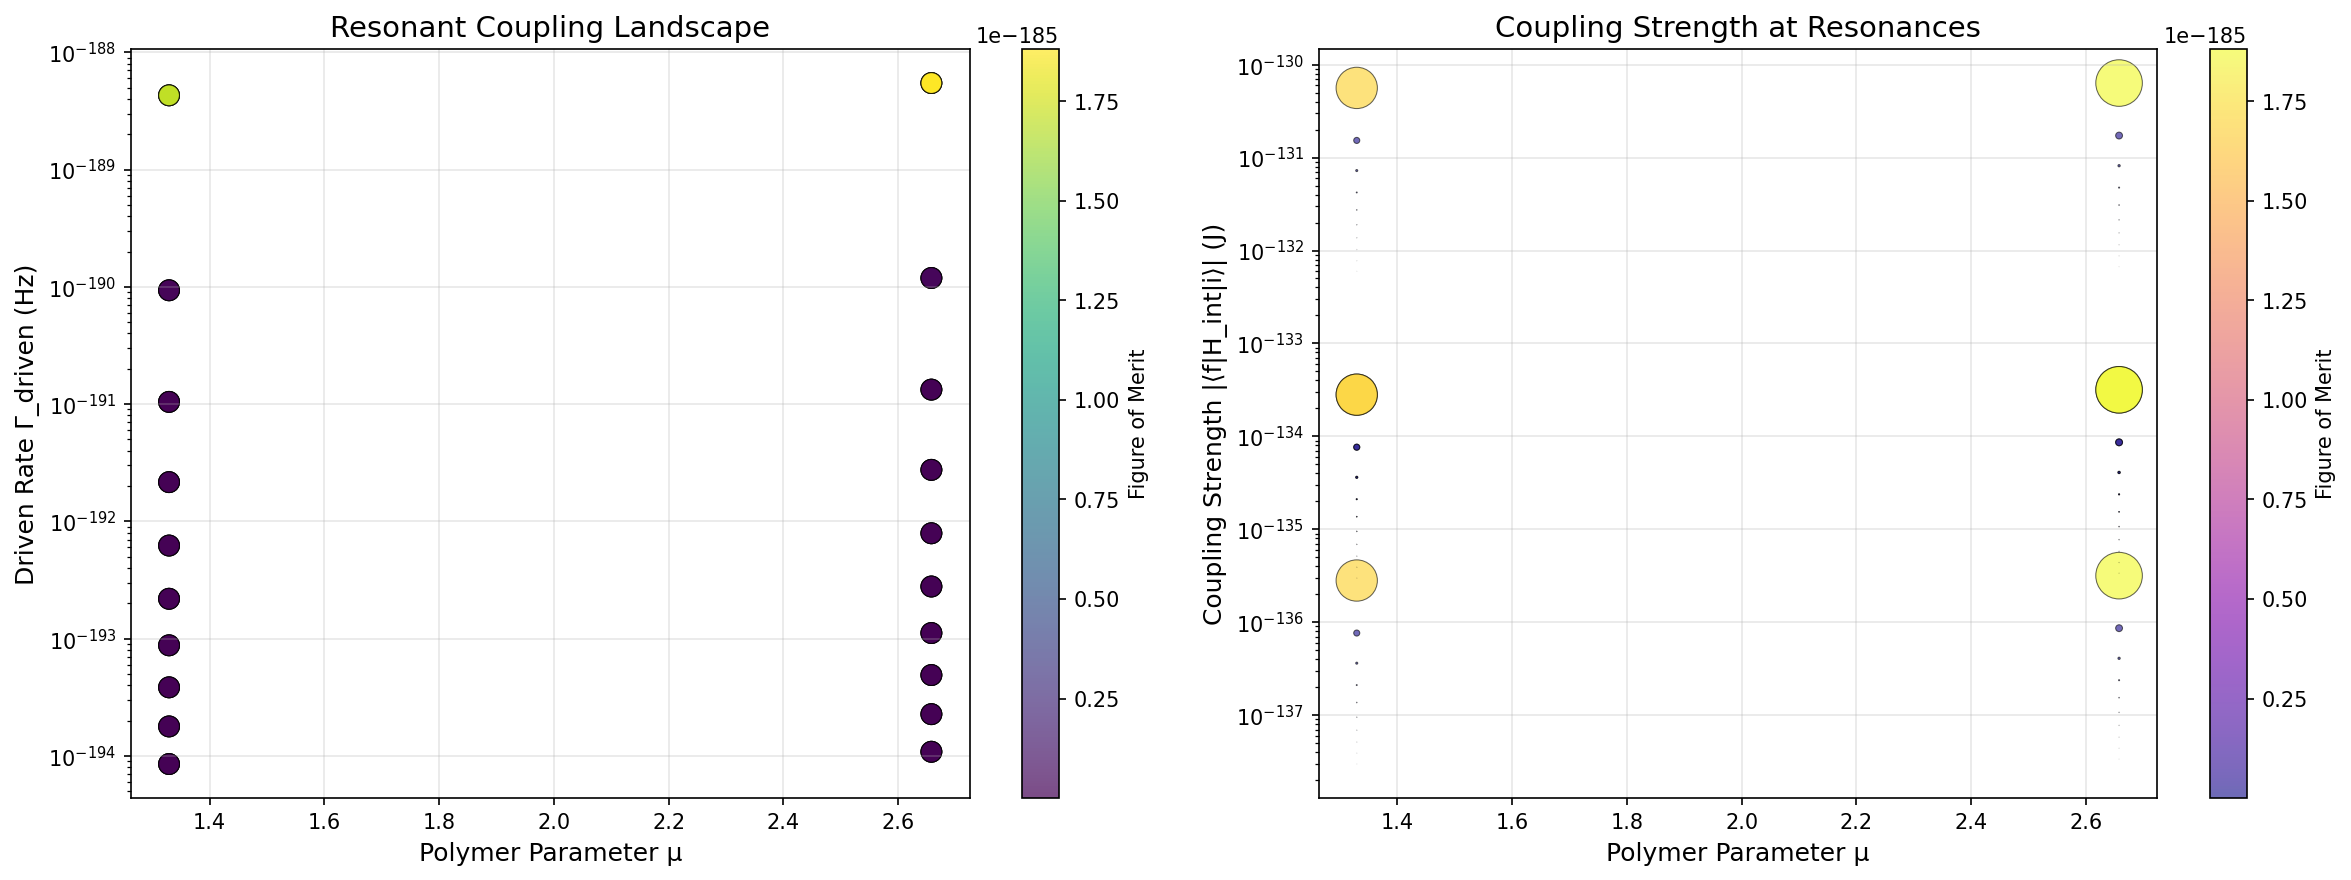 Resonant Coupling Landscape
1e−185
10⁻¹⁸⁸
10⁻¹⁸⁹
10⁻¹⁹⁰
10⁻¹⁹¹
10⁻¹⁹²
10⁻¹⁹³
10⁻¹⁹⁴
Driven Rate Γ_driven (Hz)
1.4 1.6 1.8 2.0 2.2 2.4 2.6
Polymer Parameter μ
1.75
1.50
1.25
1.00
0.75
0.50
0.25
Figure of Merit
Coupling Strength at Resonances
1e−185
10⁻¹³⁰
10⁻¹³¹
10⁻¹³²
10⁻¹³³
10⁻¹³⁴
10⁻¹³⁵
10⁻¹³⁶
10⁻¹³⁷
Coupling Strength |⟨f|H_int|i⟩| (J)
1.4 1.6 1.8 2.0 2.2 2.4 2.6
Polymer Parameter μ
1.75
1.50
1.25
1.00
0.75
0.50
0.25
Figure of Merit